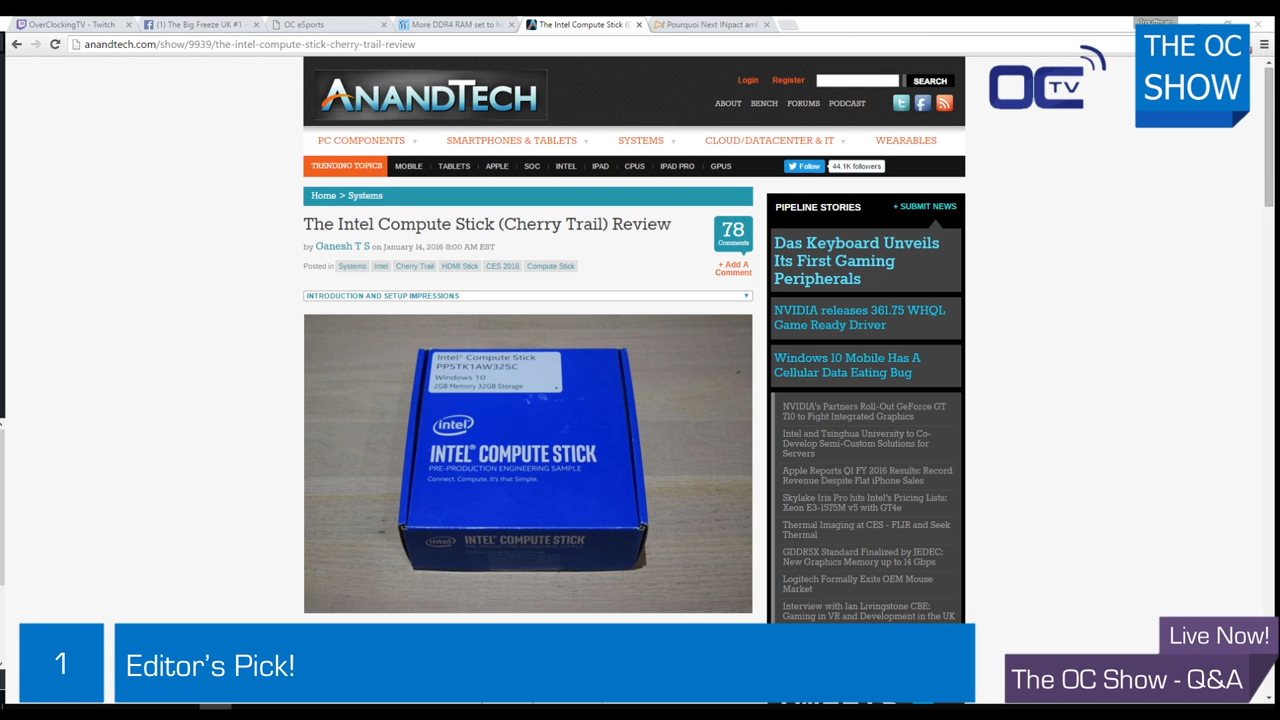 OverClockingTV - Twitch
The Big Freeze UK #1 -
OC eSports
More DDR4 RAM set to h
The Intel Compute Stick (C
Pourquoi Next INpact arr
anandtech.com/show/9939/the-intel-compute-stick-cherry-trail-review
THE OC
SHOW
OC TV
ANANDTECH
Login Register SEARCH
ABOUT BENCH FORUMS PODCAST
PC COMPONENTS SMARTPHONES & TABLETS SYSTEMS CLOUD/DATACENTER & IT WEARABLES
TRENDING TOPICS MOBILE TABLETS APPLE SOC INTEL IPAD CPUS IPAD PRO GPUS Follow 44.1K followers
Home > Systems
The Intel Compute Stick (Cherry Trail) Review
by Ganesh T S on January 14, 2016 8:00 AM EST
Posted in Systems Intel Cherry Trail HDMI Stick CES 2016 Compute Stick
78
Comments
+ Add A
Comment
INTRODUCTION AND SETUP IMPRESSIONS
Intel® Compute Stick
PPSTK1AW32SC
Windows 10
2GB Memory 32GB Storage
intel
INTEL® COMPUTE STICK
PRE-PRODUCTION ENGINEERING SAMPLE
Connect. Compute. It's that Simple.
intel INTEL® COMPUTE STICK
PIPELINE STORIES + SUBMIT NEWS
Das Keyboard Unveils
Its First Gaming
Peripherals
NVIDIA releases 361.75 WHQL
Game Ready Driver
Windows 10 Mobile Has A
Cellular Data Eating Bug
NVIDIA's Partners Roll-Out GeForce GT
710 to Fight Integrated Graphics
Intel and Tsinghua University to Co-
Develop Semi-Custom Solutions for
Servers
Apple Reports Q1 FY 2016 Results: Record
Revenue Despite Flat iPhone Sales
Skylake Iris Pro hits Intel's Pricing Lists:
Xeon E3-1575M v5 with GT4e
Thermal Imaging at CES - FLIR and Seek
Thermal
GDDR5X Standard Finalized by JEDEC:
New Graphics Memory up to 14 Gbps
Logitech Formally Exits OEM Mouse
Market
Interview with Ian Livingstone CBE:
Gaming in VR and Development in the UK
1
Editor's Pick!
Live Now!
The OC Show - Q&A